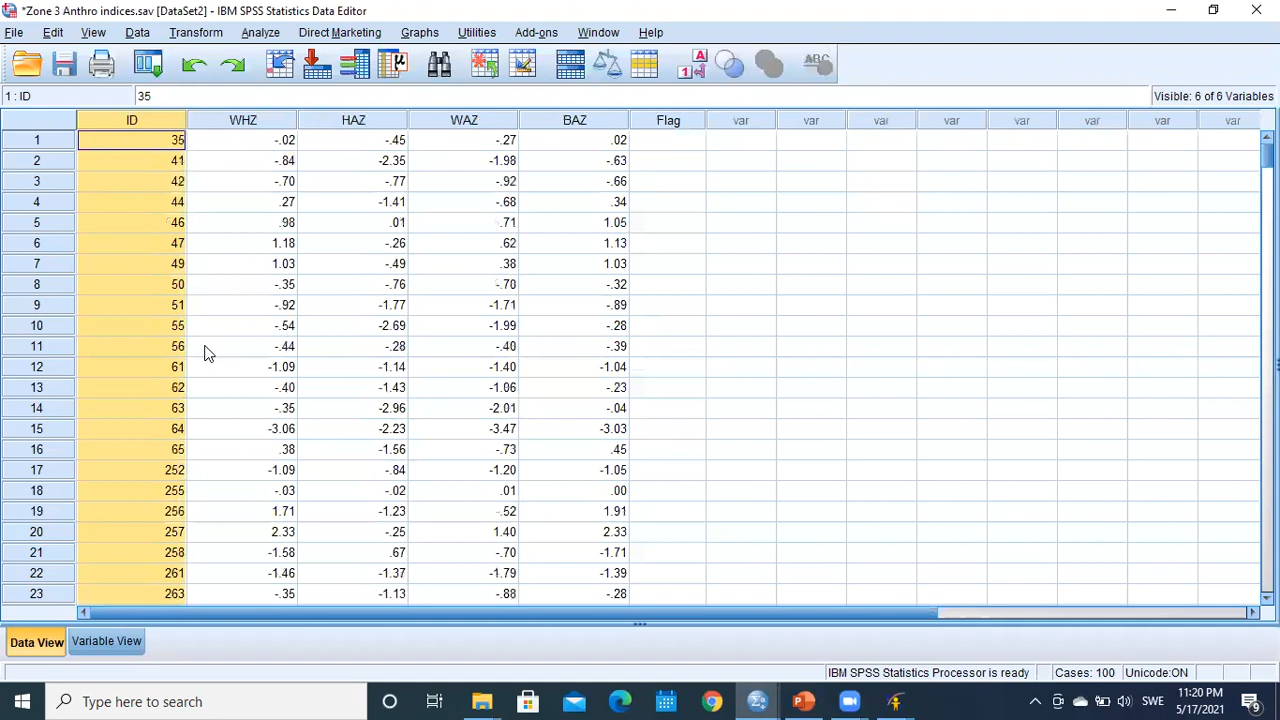 *Zone 3 Anthro indices.sav [DataSet2] - IBM SPSS Statistics Data Editor
File Edit View Data Transform Analyze Direct Marketing Graphs Utilities Add-ons Window Help
1 : ID 35 Visible: 6 of 6 Variables
ID WHZ HAZ WAZ BAZ Flag var var var var var var var var
1 35 -.02 -.45 -.27 .02
2 41 -.84 -2.35 -1.98 -.63
3 42 -.70 -.77 -.92 -.66
4 44 .27 -1.41 -.68 .34
5 46 .98 .01 .71 1.05
6 47 1.18 -.26 .62 1.13
7 49 1.03 -.49 .38 1.03
8 50 -.35 -.76 -.70 -.32
9 51 -.92 -1.77 -1.71 -.89
10 55 -.54 -2.69 -1.99 -.28
11 56 -.44 -.28 -.40 -.39
12 61 -1.09 -1.14 -1.40 -1.04
13 62 -.40 -1.43 -1.06 -.23
14 63 -.35 -2.96 -2.01 -.04
15 64 -3.06 -2.23 -3.47 -3.03
16 65 .38 -1.56 -.73 .45
17 252 -1.09 -.84 -1.20 -1.05
18 255 -.03 -.02 .01 .00
19 256 1.71 -1.23 .52 1.91
20 257 2.33 -.25 1.40 2.33
21 258 -1.58 .67 -.70 -1.71
22 261 -1.46 -1.37 -1.79 -1.39
23 263 -.35 -1.13 -.88 -.28
Data View Variable View
IBM SPSS Statistics Processor is ready Cases: 100 Unicode:ON
Type here to search SWE 11:20 PM
5/17/2021 9